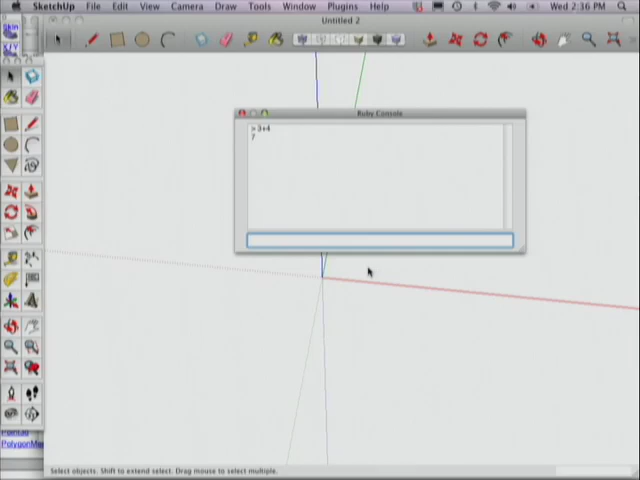 SketchUp File Edit View Camera Draw Tools Window Plugins Help Wed 2:36 PM
Untitled 2
Skin
X/Y
Ruby Console
> 3+4
7
Select objects. Shift to extend select. Drag mouse to select multiple.